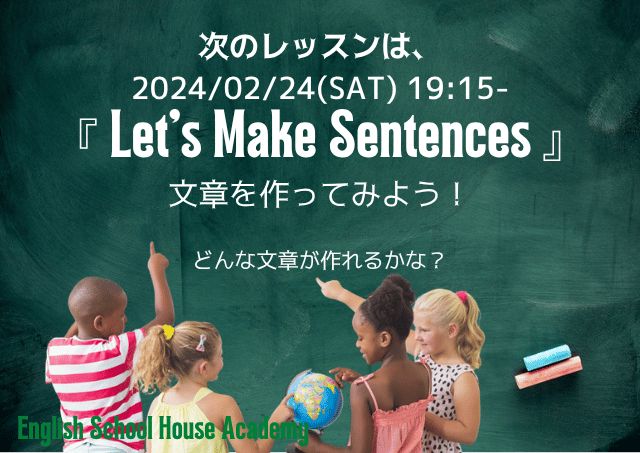 次のレッスンは、
2024/02/24(SAT) 19:15-
『 Let's Make Sentences 』
文章を作ってみよう！
どんな文章が作れるかな？
English School House Academy